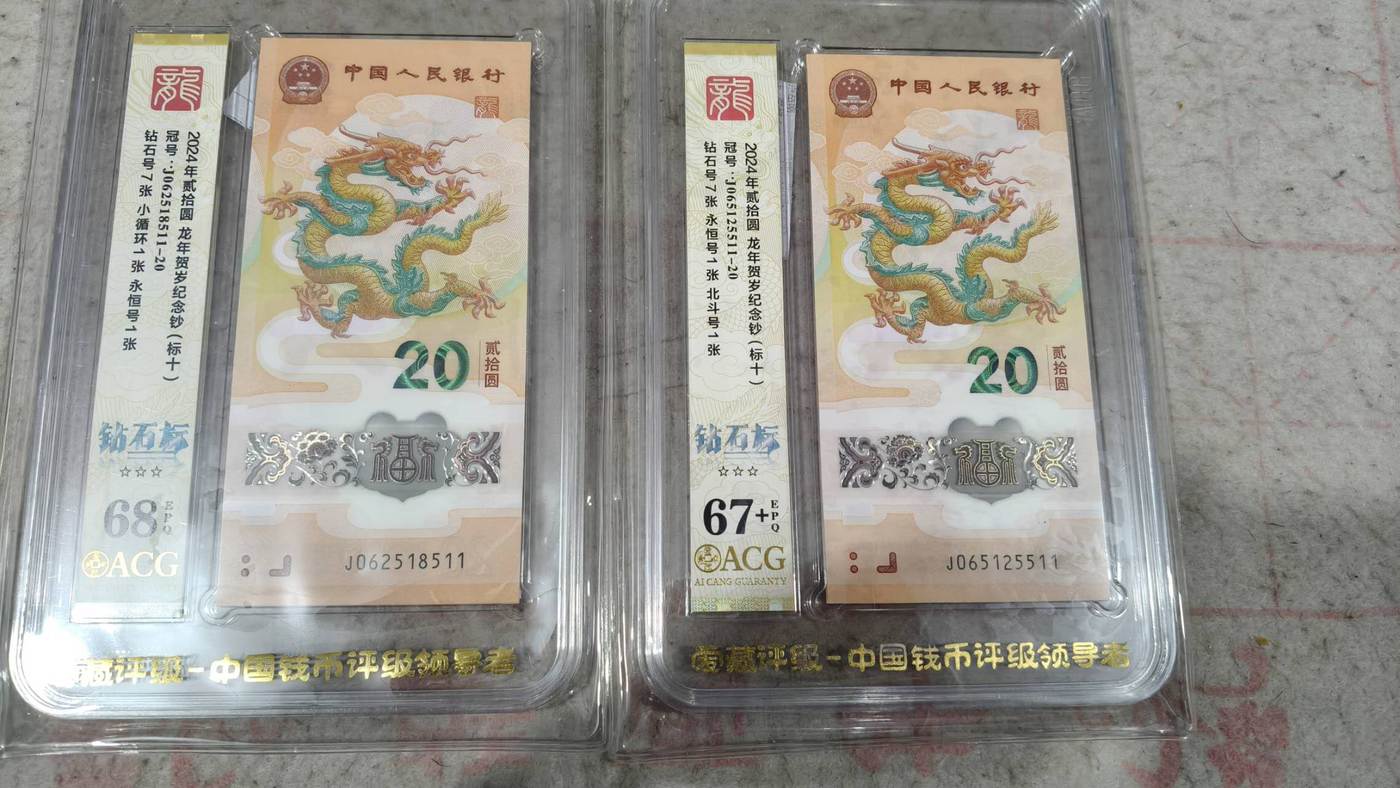 龍
2024年贰拾圆 龙年贺岁纪念钞(标十)
冠号:J062518511-20
钻石号7张 小循环1张 永恒号1张
钻石标
☆☆☆
68 EPQ
ACG
中国人民银行
20
贰拾圆
J062518511
藏评级-中国钱币评级领导者
龍
2024年贰拾圆 龙年贺岁纪念钞(标十)
冠号:J065125511-20
钻石号7张 永恒号1张 北斗号1张
钻石标
☆☆☆
67+ EPQ
ACG
AI CANG GUARANTY
中国人民银行
20
贰拾圆
J065125511
藏评级-中国钱币评级领导者